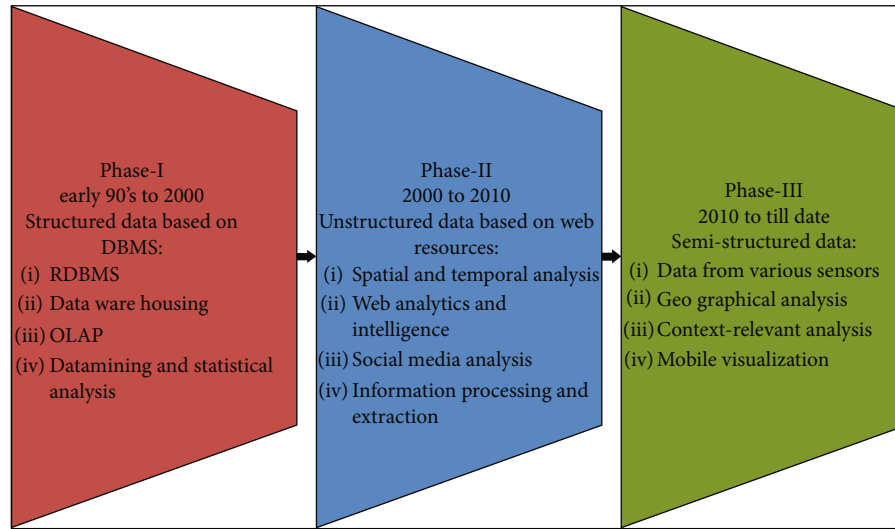 Phase-I
early 90's to 2000
Structured data based on
DBMS:
(i) RDBMS
(ii) Data ware housing
(iii) OLAP
(iv) Datamining and statistical
analysis
Phase-II
2000 to 2010
Unstructured data based on web
resources:
(i) Spatial and temporal analysis
(ii) Web analytics and
intelligence
(iii) Social media analysis
(iv) Information processing and
extraction
Phase-III
2010 to till date
Semi-structured data:
(i) Data from various sensors
(ii) Geo graphical analysis
(iii) Context-relevant analysis
(iv) Mobile visualization